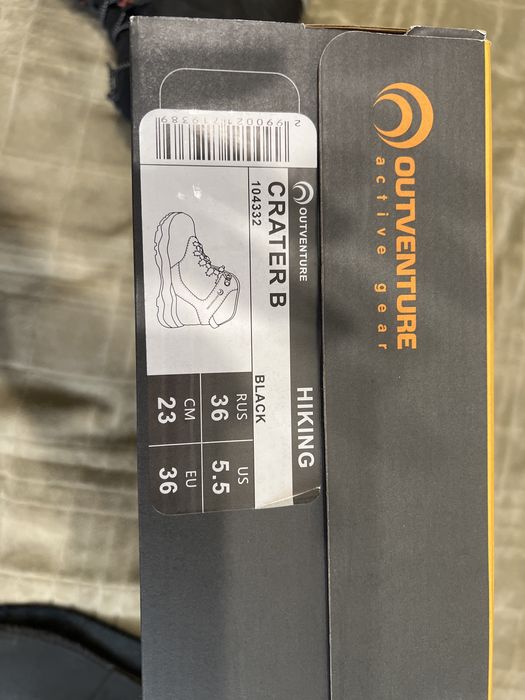 OUTVENTURE
active gear
OUTVENTURE HIKING
CRATER B
104332 BLACK
RUS US
36 5.5
CM EU
23 36